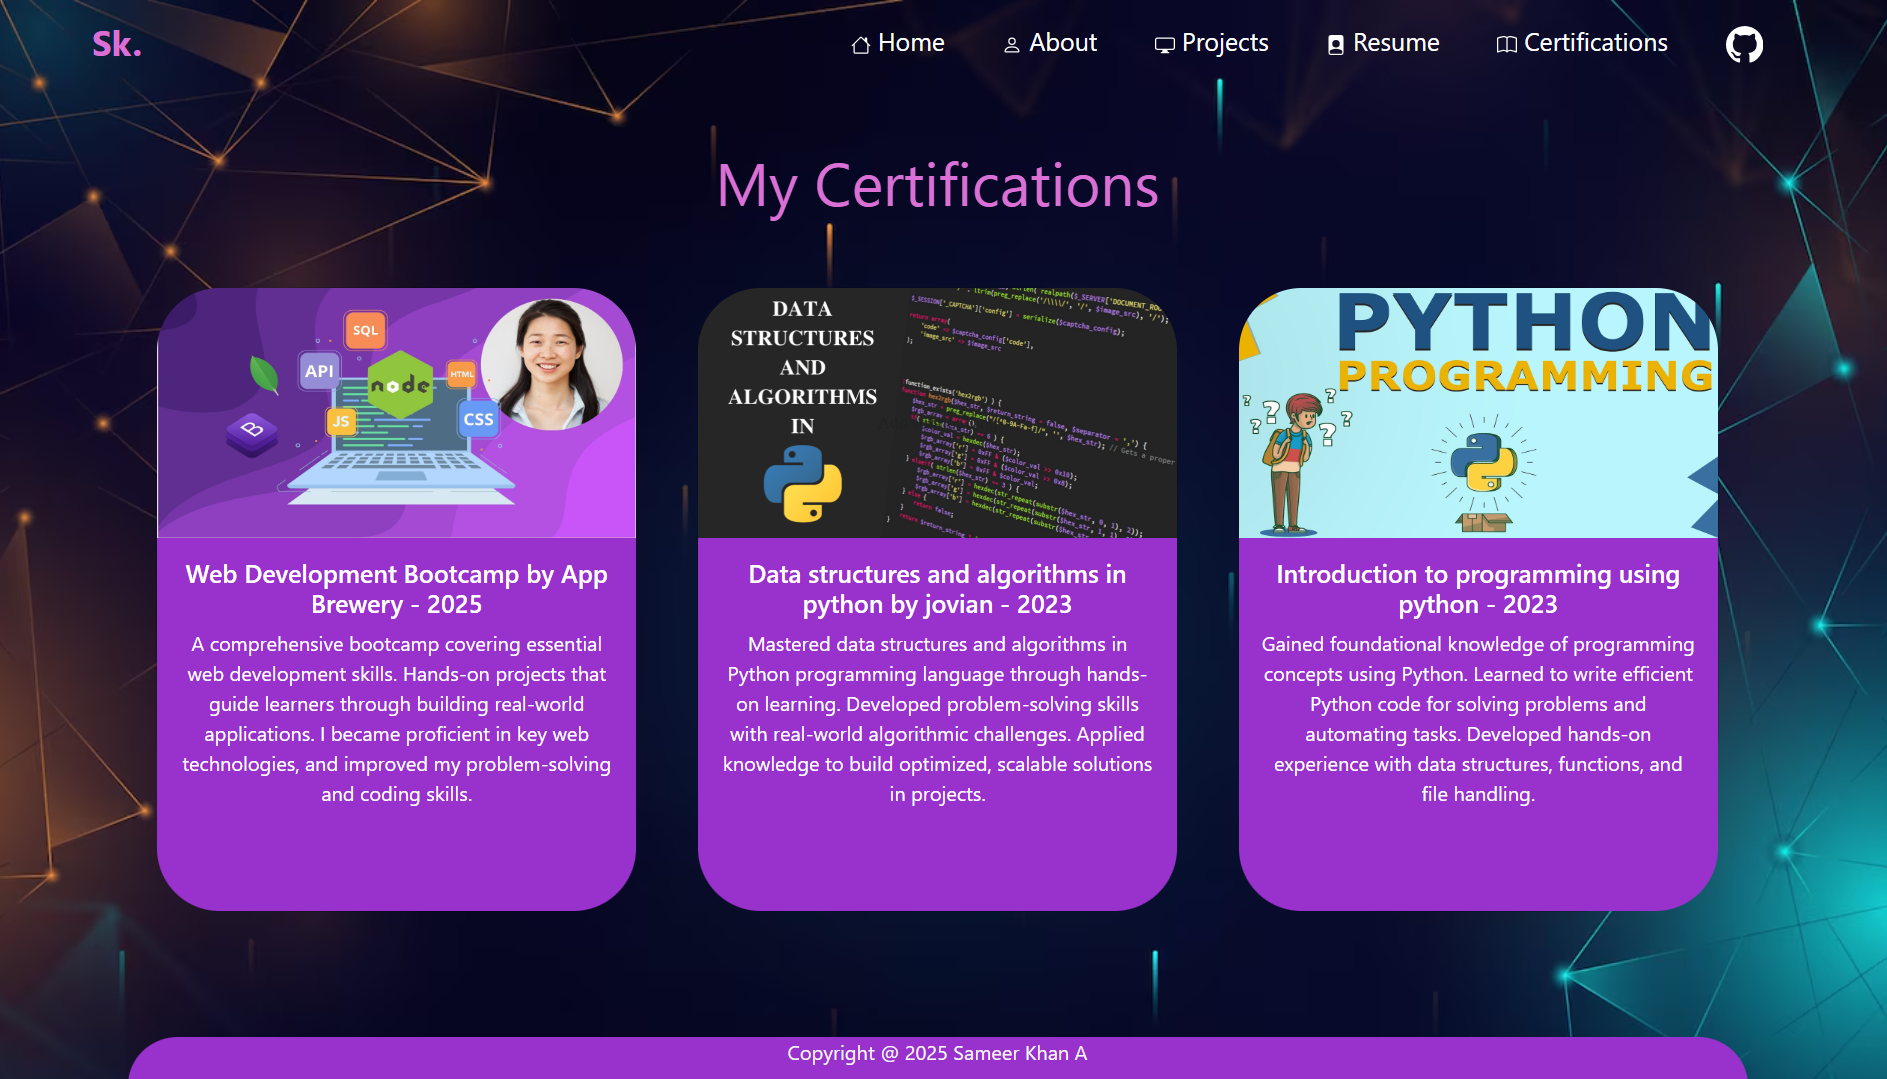 Sk.
Home
About
Projects
Resume
Certifications
My Certifications
SQL
API
node
HTML
JS
CSS
B
Web Development Bootcamp by App
Brewery - 2025
A comprehensive bootcamp covering essential
web development skills. Hands-on projects that
guide learners through building real-world
applications. I became proficient in key web
technologies, and improved my problem-solving
and coding skills.
DATA
STRUCTURES
AND
ALGORITHMS
IN
Data structures and algorithms in
python by jovian - 2023
Mastered data structures and algorithms in
Python programming language through hands-
on learning. Developed problem-solving skills
with real-world algorithmic challenges. Applied
knowledge to build optimized, scalable solutions
in projects.
PYTHON
PROGRAMMING
? ? ? ? ?
Introduction to programming using
python - 2023
Gained foundational knowledge of programming
concepts using Python. Learned to write efficient
Python code for solving problems and
automating tasks. Developed hands-on
experience with data structures, functions, and
file handling.
Copyright @ 2025 Sameer Khan A